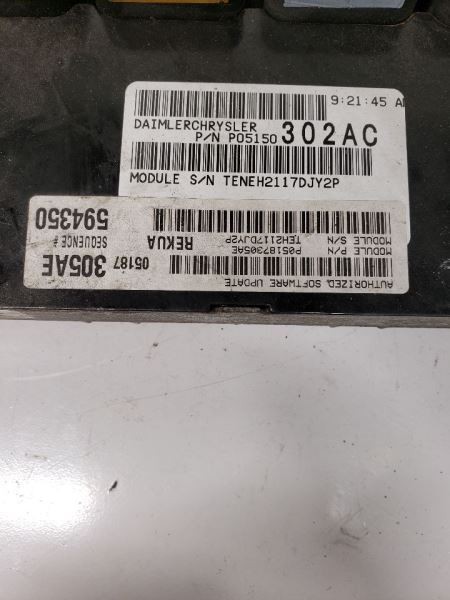 9:21:45 A
DAIMLERCHRYSLER
P/N P05150 302AC
MODULE S/N TENEH2117DJY2P
AUTHORIZED SOFTWARE UPDATE
MODULE P/N P05187305AE
MODULE S/N TEH2117DJY2P
05187 305AE
REKUA
SEQUENCE # 594350